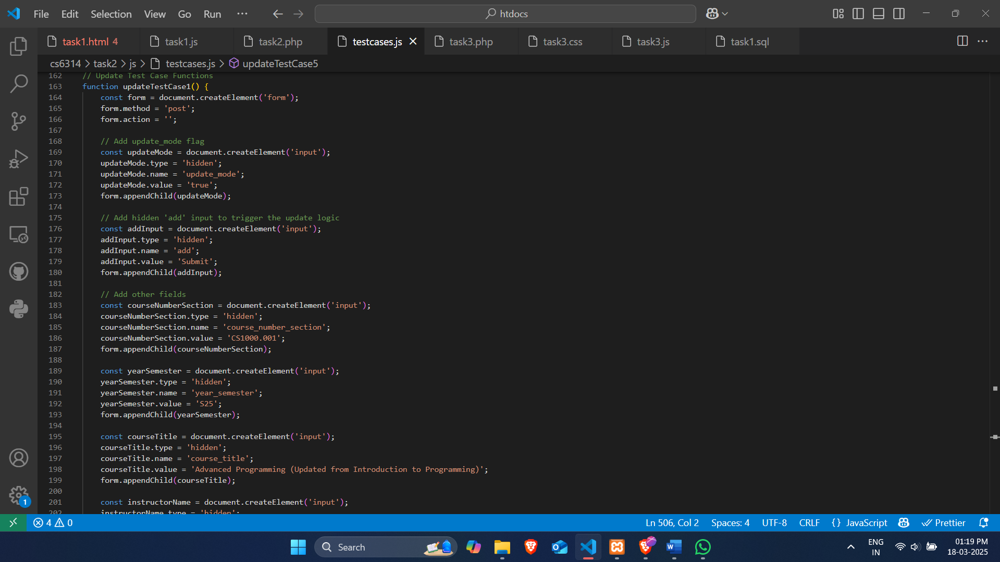 File Edit Selection View Go Run ··· htdocs
task1.html 4 task1.js task2.php testcases.js task3.php task3.css task3.js task1.sql
cs6314 > task2 > js > testcases.js > updateTestCase5
162 // Update Test Case Functions
163 function updateTestCase1() {
164 const form = document.createElement('form');
165 form.method = 'post';
166 form.action = '';
167
168 // Add update_mode flag
169 const updateMode = document.createElement('input');
170 updateMode.type = 'hidden';
171 updateMode.name = 'update_mode';
172 updateMode.value = 'true';
173 form.appendChild(updateMode);
174
175 // Add hidden 'add' input to trigger the update logic
176 const addInput = document.createElement('input');
177 addInput.type = 'hidden';
178 addInput.name = 'add';
179 addInput.value = 'Submit';
180 form.appendChild(addInput);
181
182 // Add other fields
183 const courseNumberSection = document.createElement('input');
184 courseNumberSection.type = 'hidden';
185 courseNumberSection.name = 'course_number_section';
186 courseNumberSection.value = 'CS1000.001';
187 form.appendChild(courseNumberSection);
188
189 const yearSemester = document.createElement('input');
190 yearSemester.type = 'hidden';
191 yearSemester.name = 'year_semester';
192 yearSemester.value = 'S25';
193 form.appendChild(yearSemester);
194
195 const courseTitle = document.createElement('input');
196 courseTitle.type = 'hidden';
197 courseTitle.name = 'course_title';
198 courseTitle.value = 'Advanced Programming (Updated from Introduction to Programming)';
199 form.appendChild(courseTitle);
200
201 const instructorName = document.createElement('input');
202 instructorName.type = 'hidden';
1
4 0 Ln 506, Col 2 Spaces: 4 UTF-8 CRLF {} JavaScript Prettier
Search
ENG
IN
01:19 PM
18-03-2025